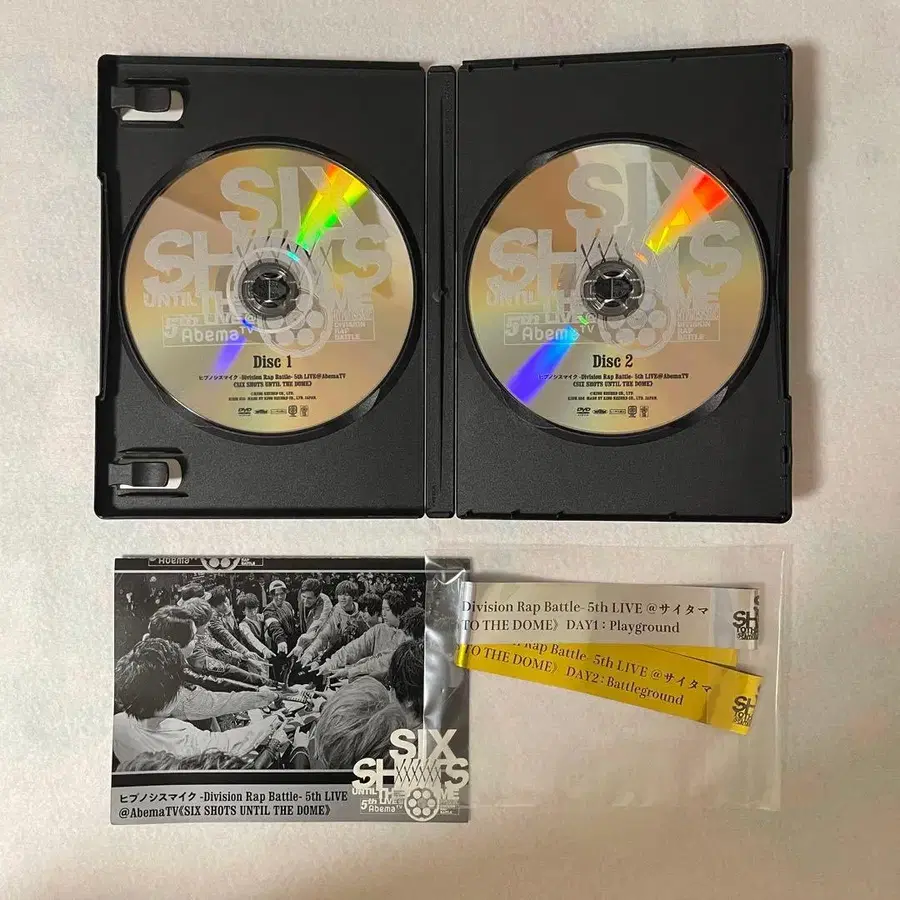 SIX
SHOTS
UNTIL THE DOME
5th LIVE@
AbemaTV
DIVISION
RAP
BATTLE
Disc 1
ヒプノシスマイク -Division Rap Battle- 5th LIVE@AbemaTV
《SIX SHOTS UNTIL THE DOME》
SIX
SHOTS
UNTIL THE DOME
5th LIVE@
AbemaTV
DIVISION
RAP
BATTLE
Disc 2
ヒプノシスマイク -Division Rap Battle- 5th LIVE@AbemaTV
《SIX SHOTS UNTIL THE DOME》
AbemaTV
RAP
BATTLE
SIX
SHOTS
UNTIL THE DOME
5th LIVE@
AbemaTV
ヒプノシスマイク -Division Rap Battle- 5th LIVE
@AbemaTV《SIX SHOTS UNTIL THE DOME》
Division Rap Battle- 5th LIVE @サイタマ
TO THE DOME》 DAY1:Playground
Rap Battle- 5th LIVE @サイタマ
TO THE DOME》 DAY2:Battleground